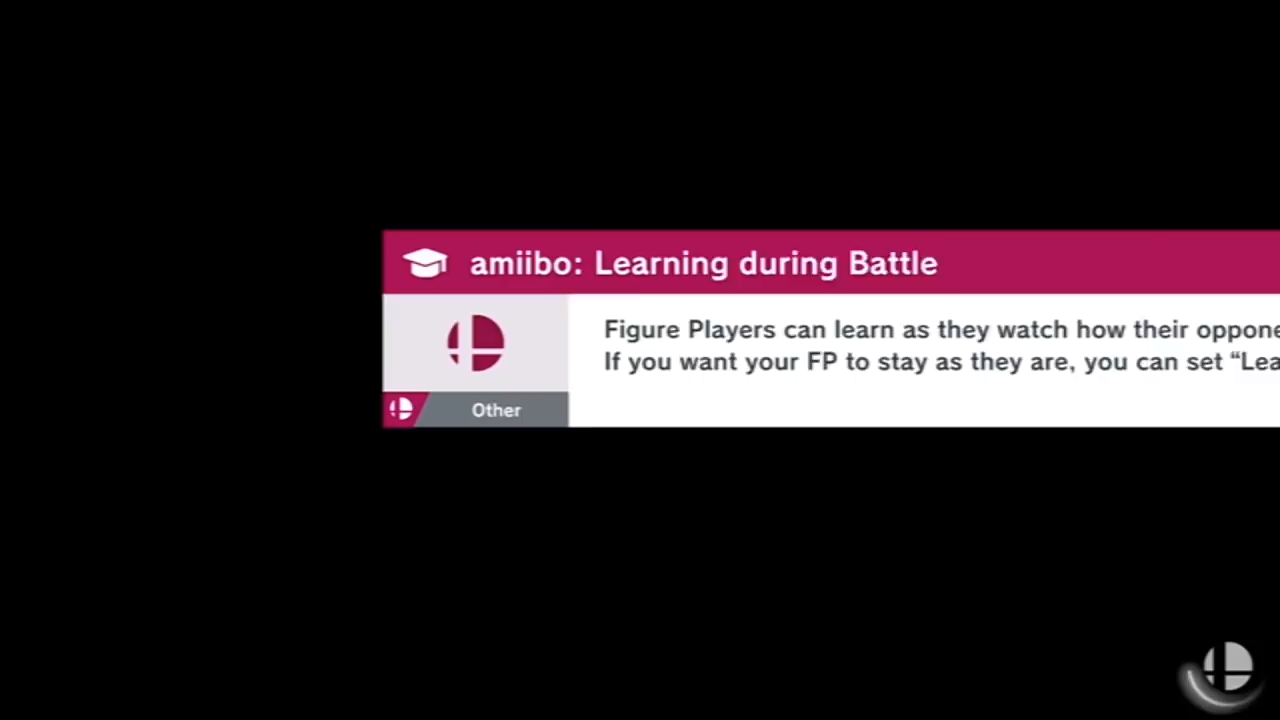 amiibo: Learning during Battle
Figure Players can learn as they watch how their oppone
If you want your FP to stay as they are, you can set “Lea
Other